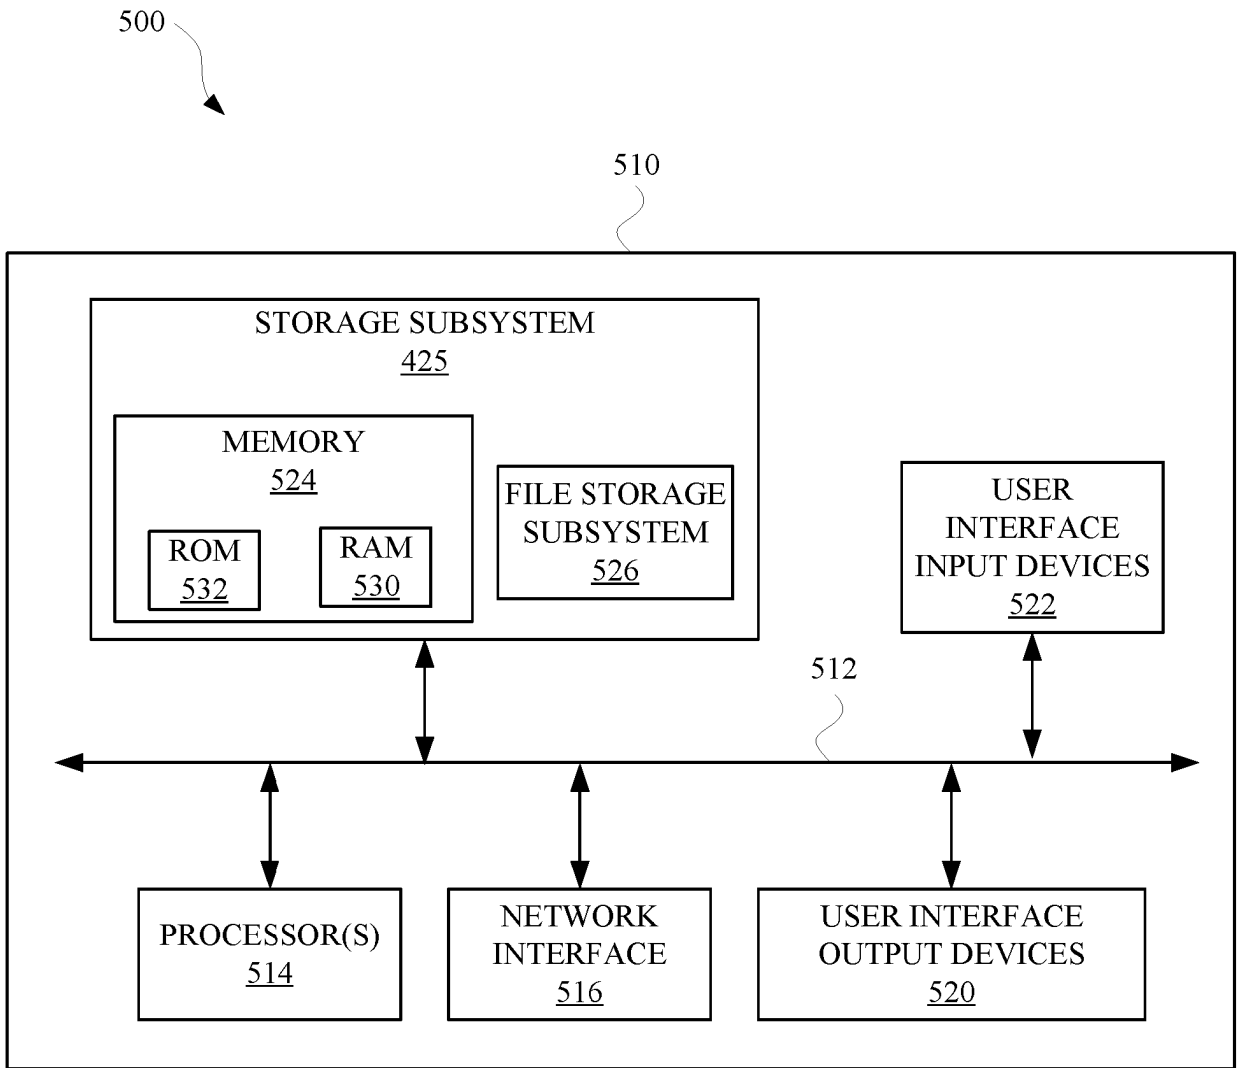 500
510
STORAGE SUBSYSTEM
425
MEMORY
524
ROM
532
RAM
530
FILE STORAGE
SUBSYSTEM
526
USER
INTERFACE
INPUT DEVICES
522
512
PROCESSOR(S)
514
NETWORK
INTERFACE
516
USER INTERFACE
OUTPUT DEVICES
520